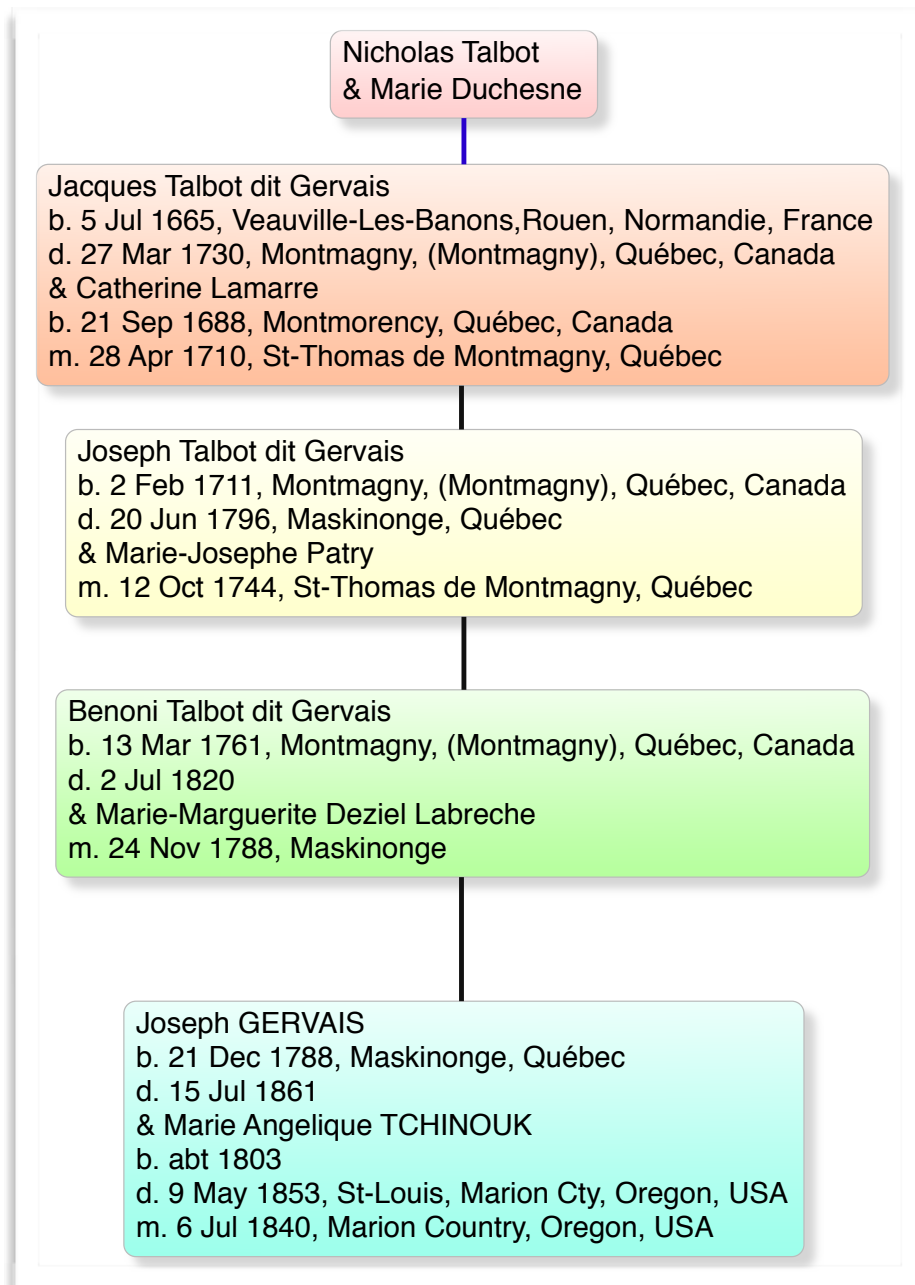 Nicholas Talbot
& Marie Duchesne
Jacques Talbot dit Gervais
b. 5 Jul 1665, Veauville-Les-Banons,Rouen, Normandie, France
d. 27 Mar 1730, Montmagny, (Montmagny), Québec, Canada
& Catherine Lamarre
b. 21 Sep 1688, Montmorency, Québec, Canada
m. 28 Apr 1710, St-Thomas de Montmagny, Québec
Joseph Talbot dit Gervais
b. 2 Feb 1711, Montmagny, (Montmagny), Québec, Canada
d. 20 Jun 1796, Maskinonge, Québec
& Marie-Josephe Patry
m. 12 Oct 1744, St-Thomas de Montmagny, Québec
Benoni Talbot dit Gervais
b. 13 Mar 1761, Montmagny, (Montmagny), Québec, Canada
d. 2 Jul 1820
& Marie-Marguerite Deziel Labreche
m. 24 Nov 1788, Maskinonge
Joseph GERVAIS
b. 21 Dec 1788, Maskinonge, Québec
d. 15 Jul 1861
& Marie Angelique TCHINOUK
b. abt 1803
d. 9 May 1853, St-Louis, Marion Cty, Oregon, USA
m. 6 Jul 1840, Marion Country, Oregon, USA